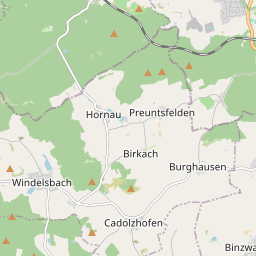 Hornau
Preuntsfelden
Birkach
Burghausen
Windelsbach
Cadolzhofen
Binzwa